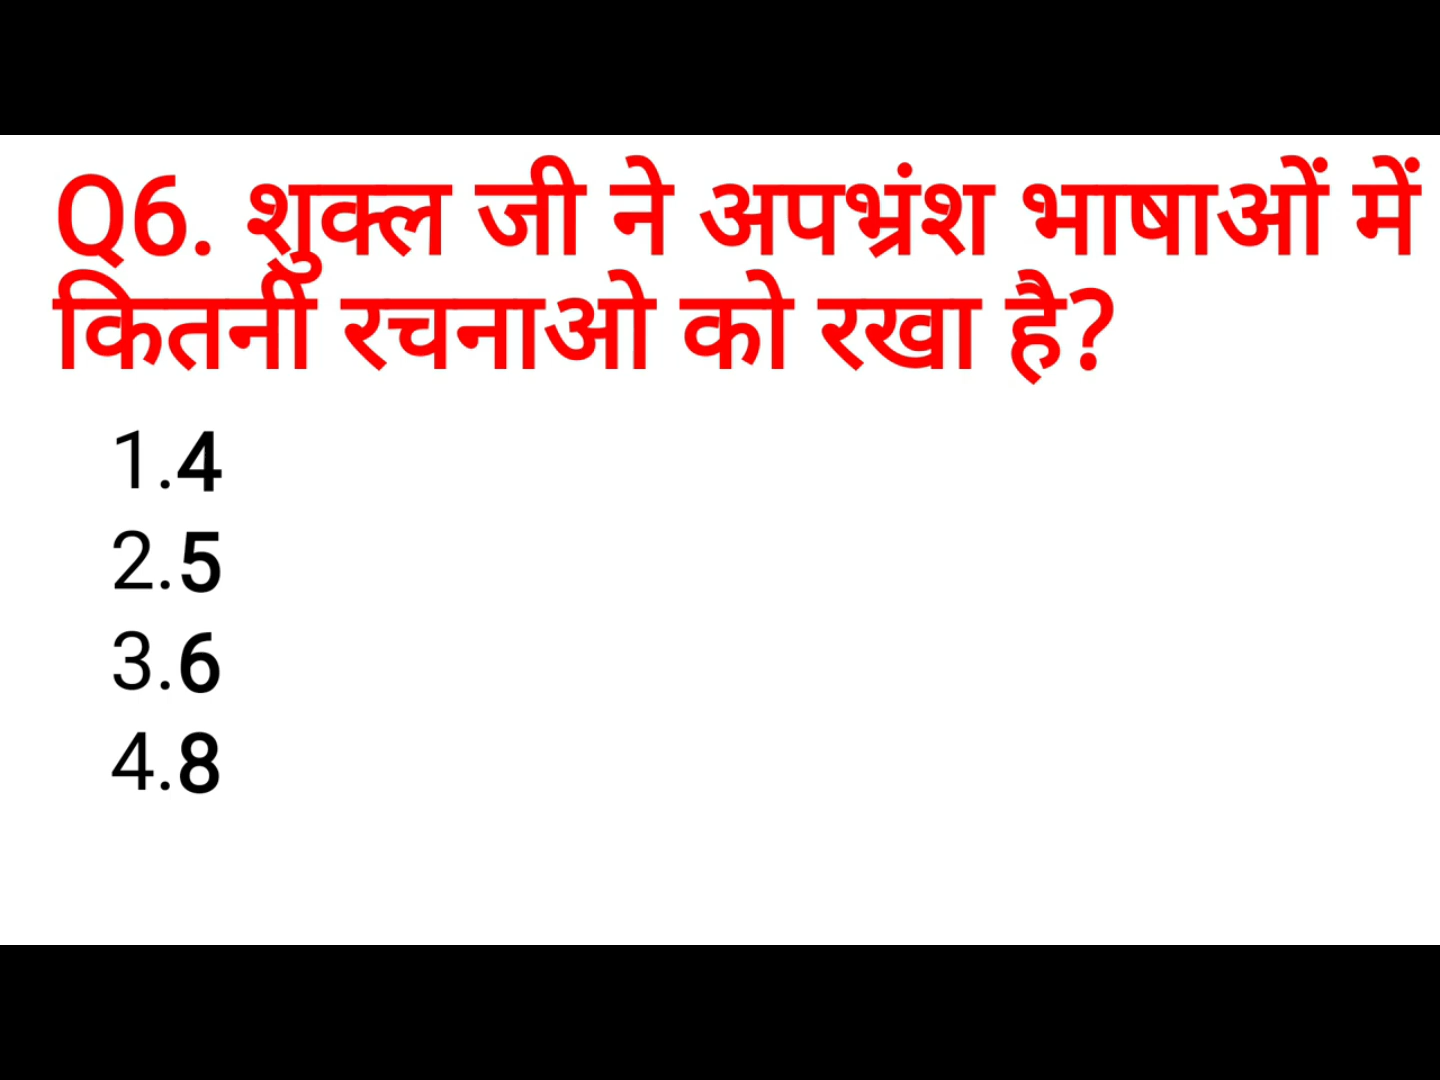 Q6. शुक्ल जी ने अपभ्रंश भाषाओं में
कितनी रचनाओ को रखा है?
1.4
2.5
3.6
4.8